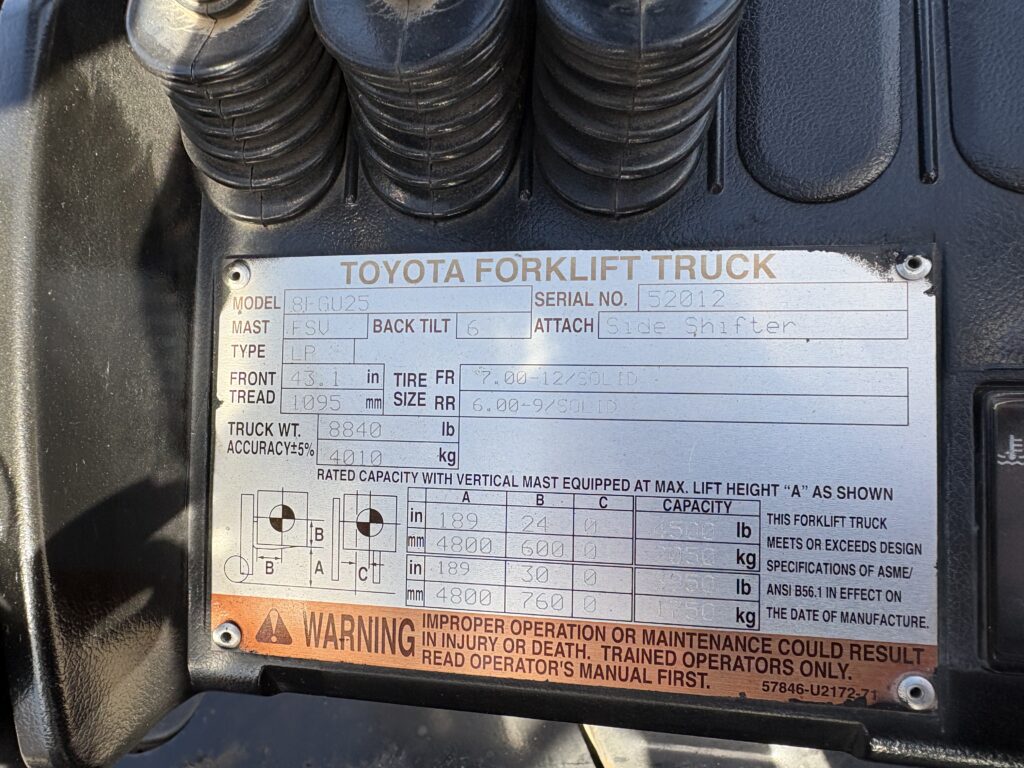 TOYOTA FORKLIFT TRUCK
MODEL 8FGU25 SERIAL NO. 52012
MAST FSV BACK TILT 6 ATTACH Side Shifter
TYPE LP
FRONT TREAD 43.1 in 1095 mm
TIRE SIZE FR 7.00-12/SOLID
RR 6.00-9/SOLID
TRUCK WT. 8840 lb
ACCURACY±5% 4010 kg
RATED CAPACITY WITH VERTICAL MAST EQUIPPED AT MAX. LIFT HEIGHT “A” AS SHOWN
A B C CAPACITY
in 189 24 0 lb
mm 4800 600 0 kg
in 189 30 0 lb
mm 4800 760 0 kg
B
A
B C
THIS FORKLIFT TRUCK
MEETS OR EXCEEDS DESIGN
SPECIFICATIONS OF ASME/
ANSI B56.1 IN EFFECT ON
THE DATE OF MANUFACTURE.
WARNING
IMPROPER OPERATION OR MAINTENANCE COULD RESULT
IN INJURY OR DEATH. TRAINED OPERATORS ONLY.
READ OPERATOR'S MANUAL FIRST.
57846-U2172-71